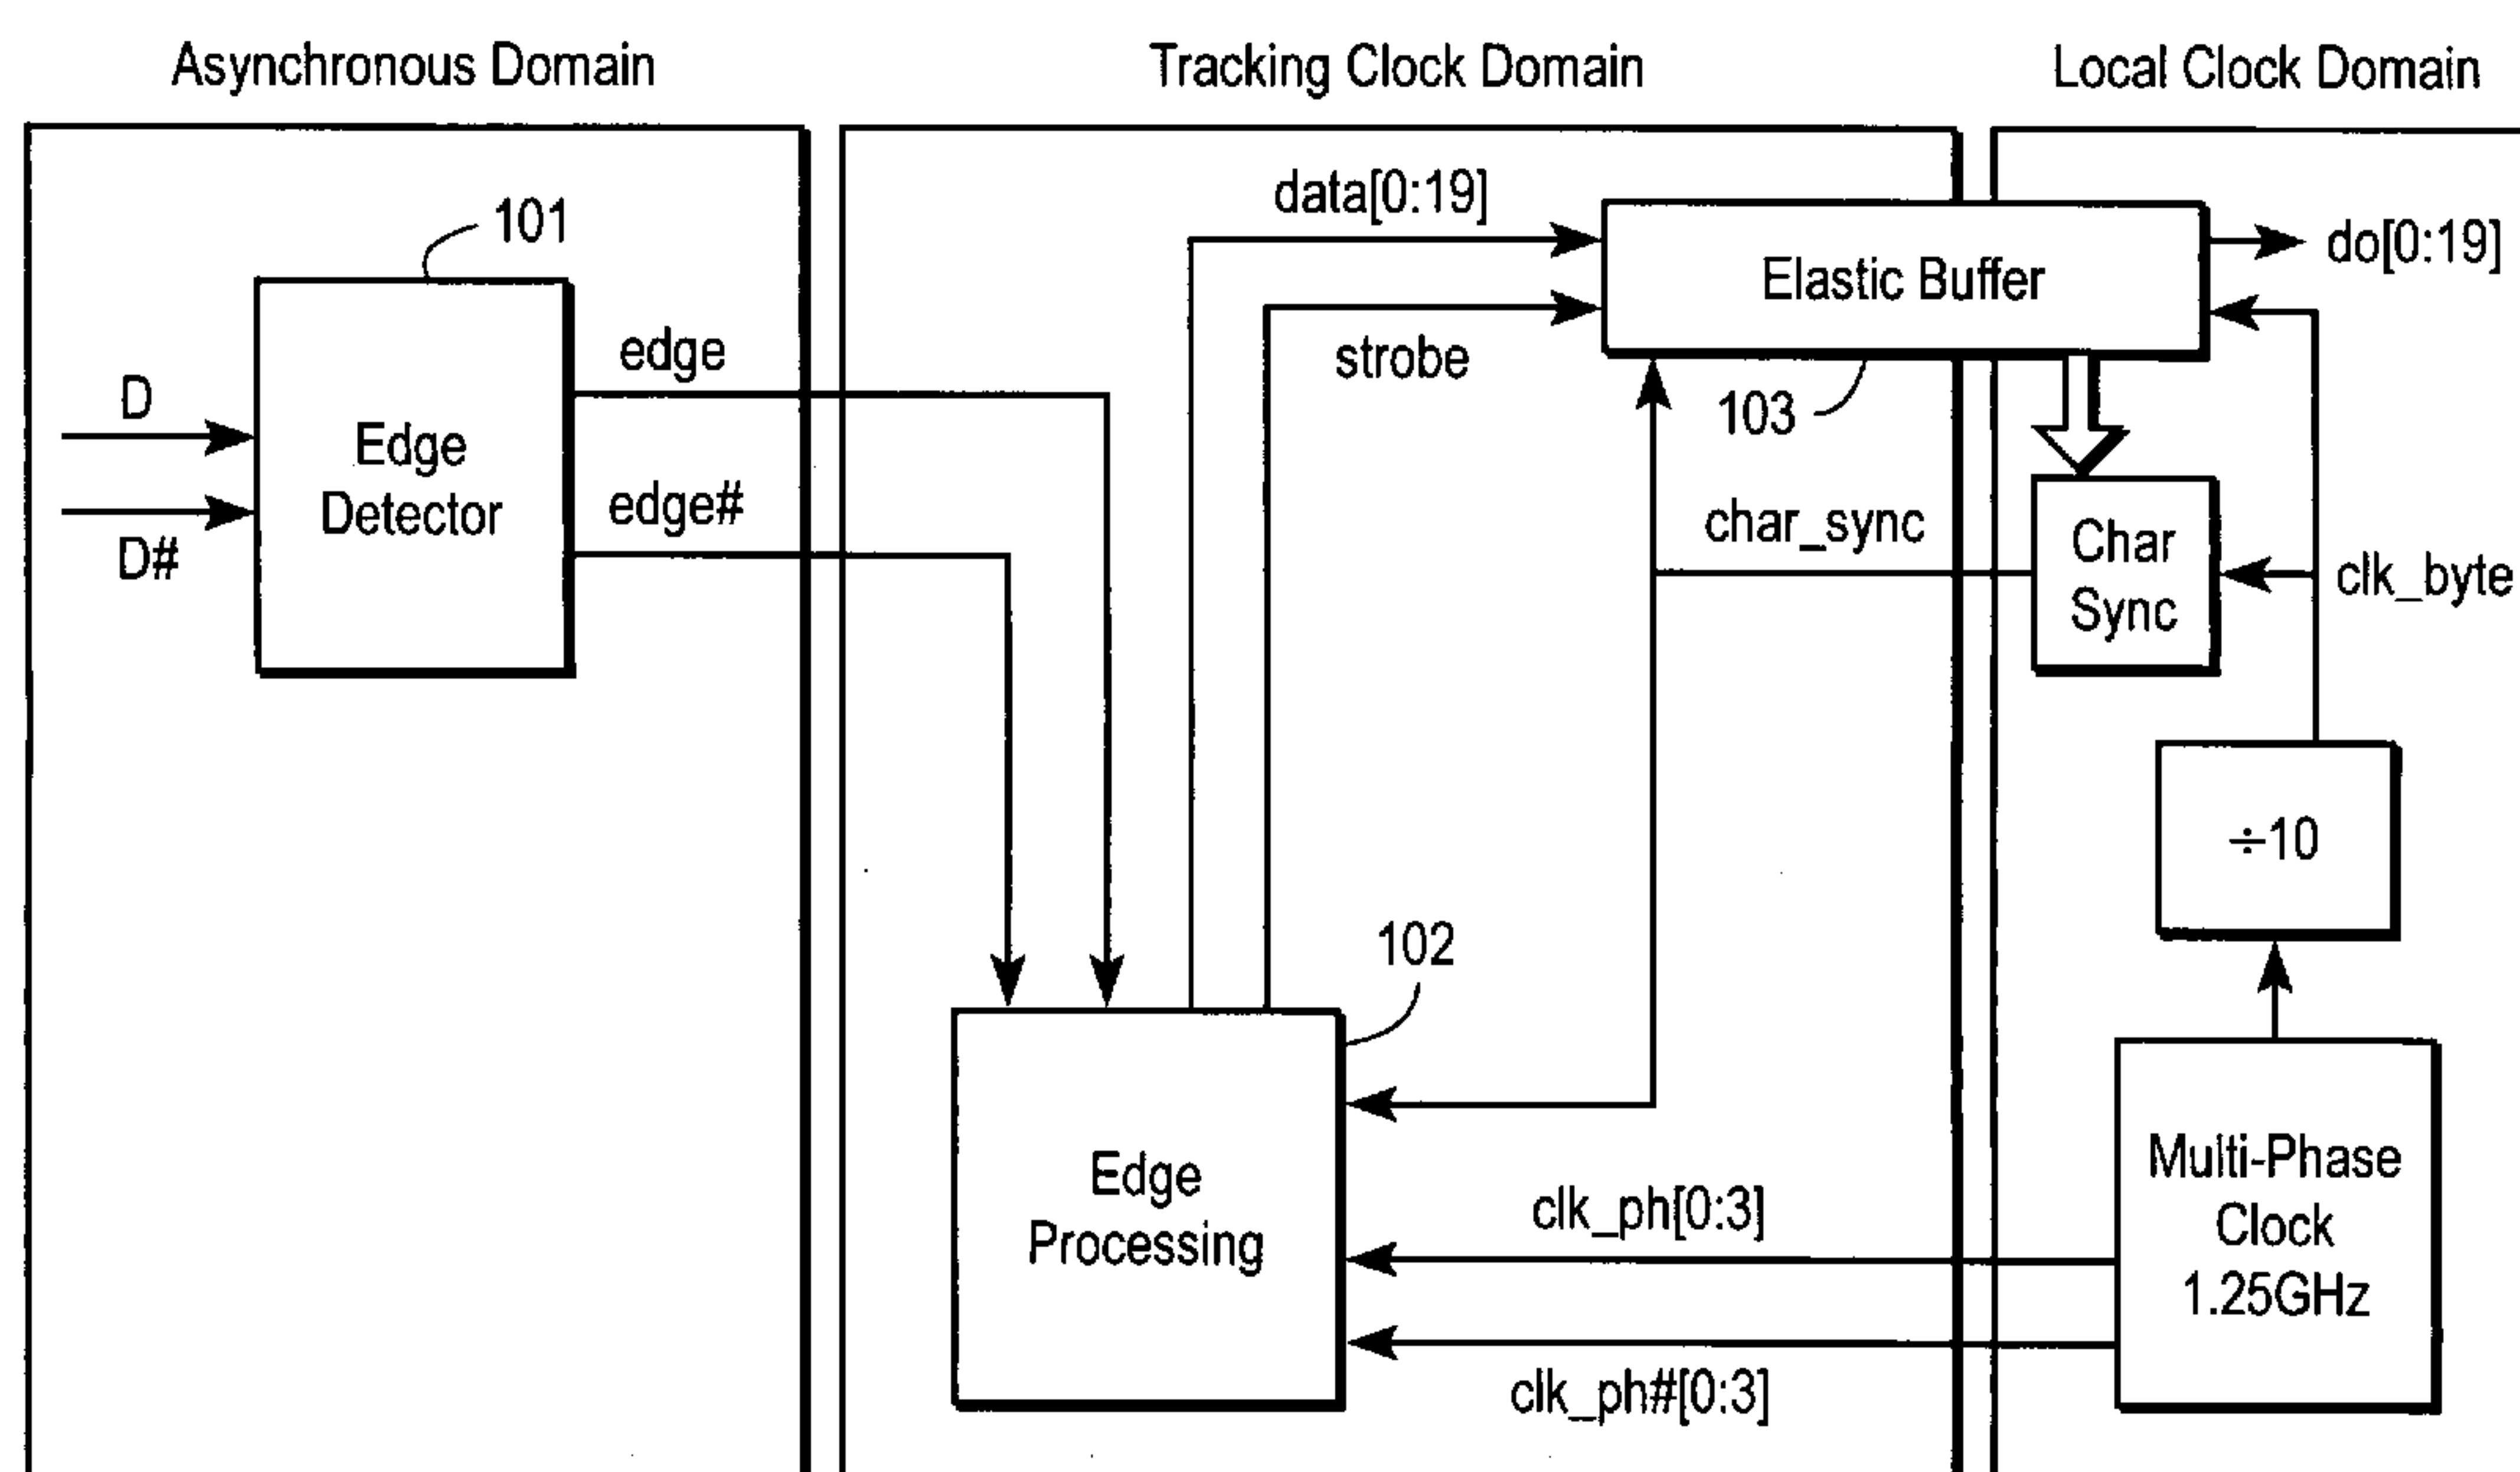 Asynchronous Domain
Tracking Clock Domain
Local Clock Domain
101
Edge
Detector
D
D#
edge
edge#
data[0:19]
strobe
Elastic Buffer
103
do[0:19]
char_sync
Char
Sync
clk_byte
÷10
102
Edge
Processing
clk_ph[0:3]
clk_ph#[0:3]
Multi-Phase
Clock
1.25GHz